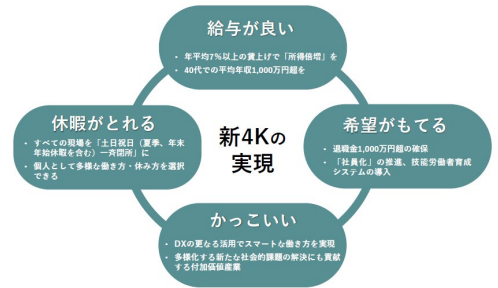 給与が良い
• 年平均7%以上の賃上げで「所得倍増」を
• 40代での平均年収1,000万円超を
休暇がとれる
• すべての現場を「土日祝日（夏季、年末
年始休暇を含む）一斉閉所」に
• 個人として多様な働き方・休み方を選択
できる
新4Kの
実現
希望がもてる
• 退職金1,000万円超の確保
• 「社員化」の推進、技能労働者育成
システムの導入
かっこいい
• DXの更なる活用でスマートな働き方を実現
• 多様化する新たな社会的課題の解決にも貢献
する付加価値産業